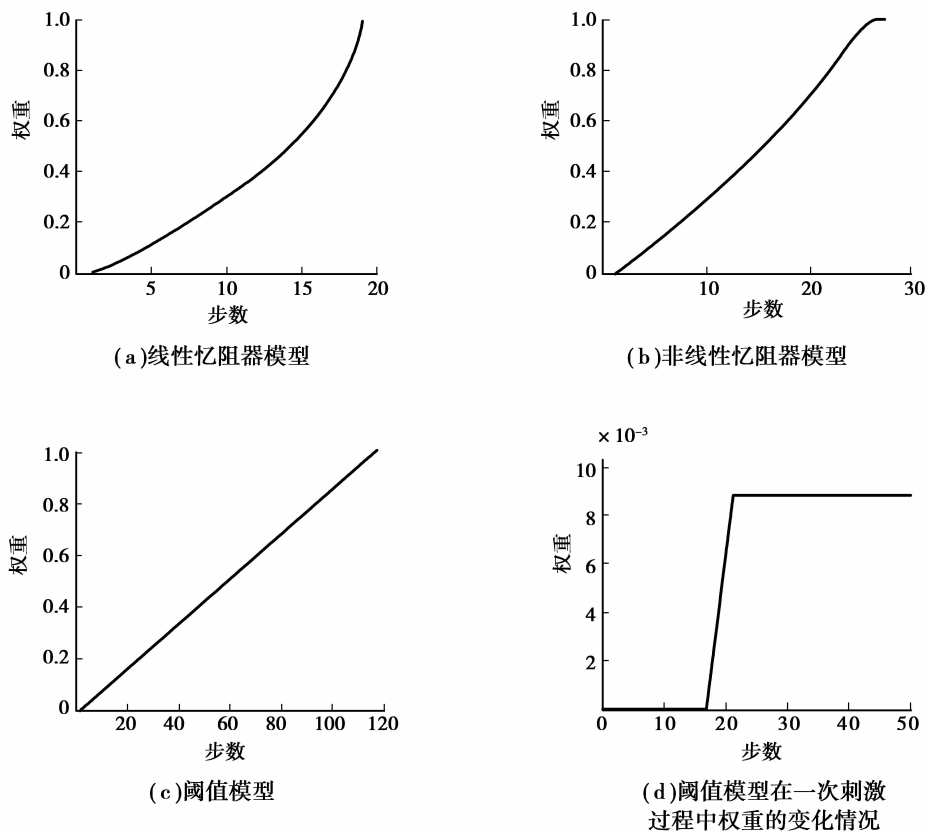 1.0
0.8
0.6
0.4
0.2
0
权重
5 10 15 20
步数
(a)线性忆阻器模型
1.0
0.8
0.6
0.4
0.2
0
权重
10 20 30
步数
(b)非线性忆阻器模型
1.0
0.8
0.6
0.4
0.2
0
权重
20 40 60 80 100 120
步数
(c)阈值模型
×10⁻³
10
8
6
4
2
权重
0 10 20 30 40 50
步数
(d)阈值模型在一次刺激
过程中权重的变化情况